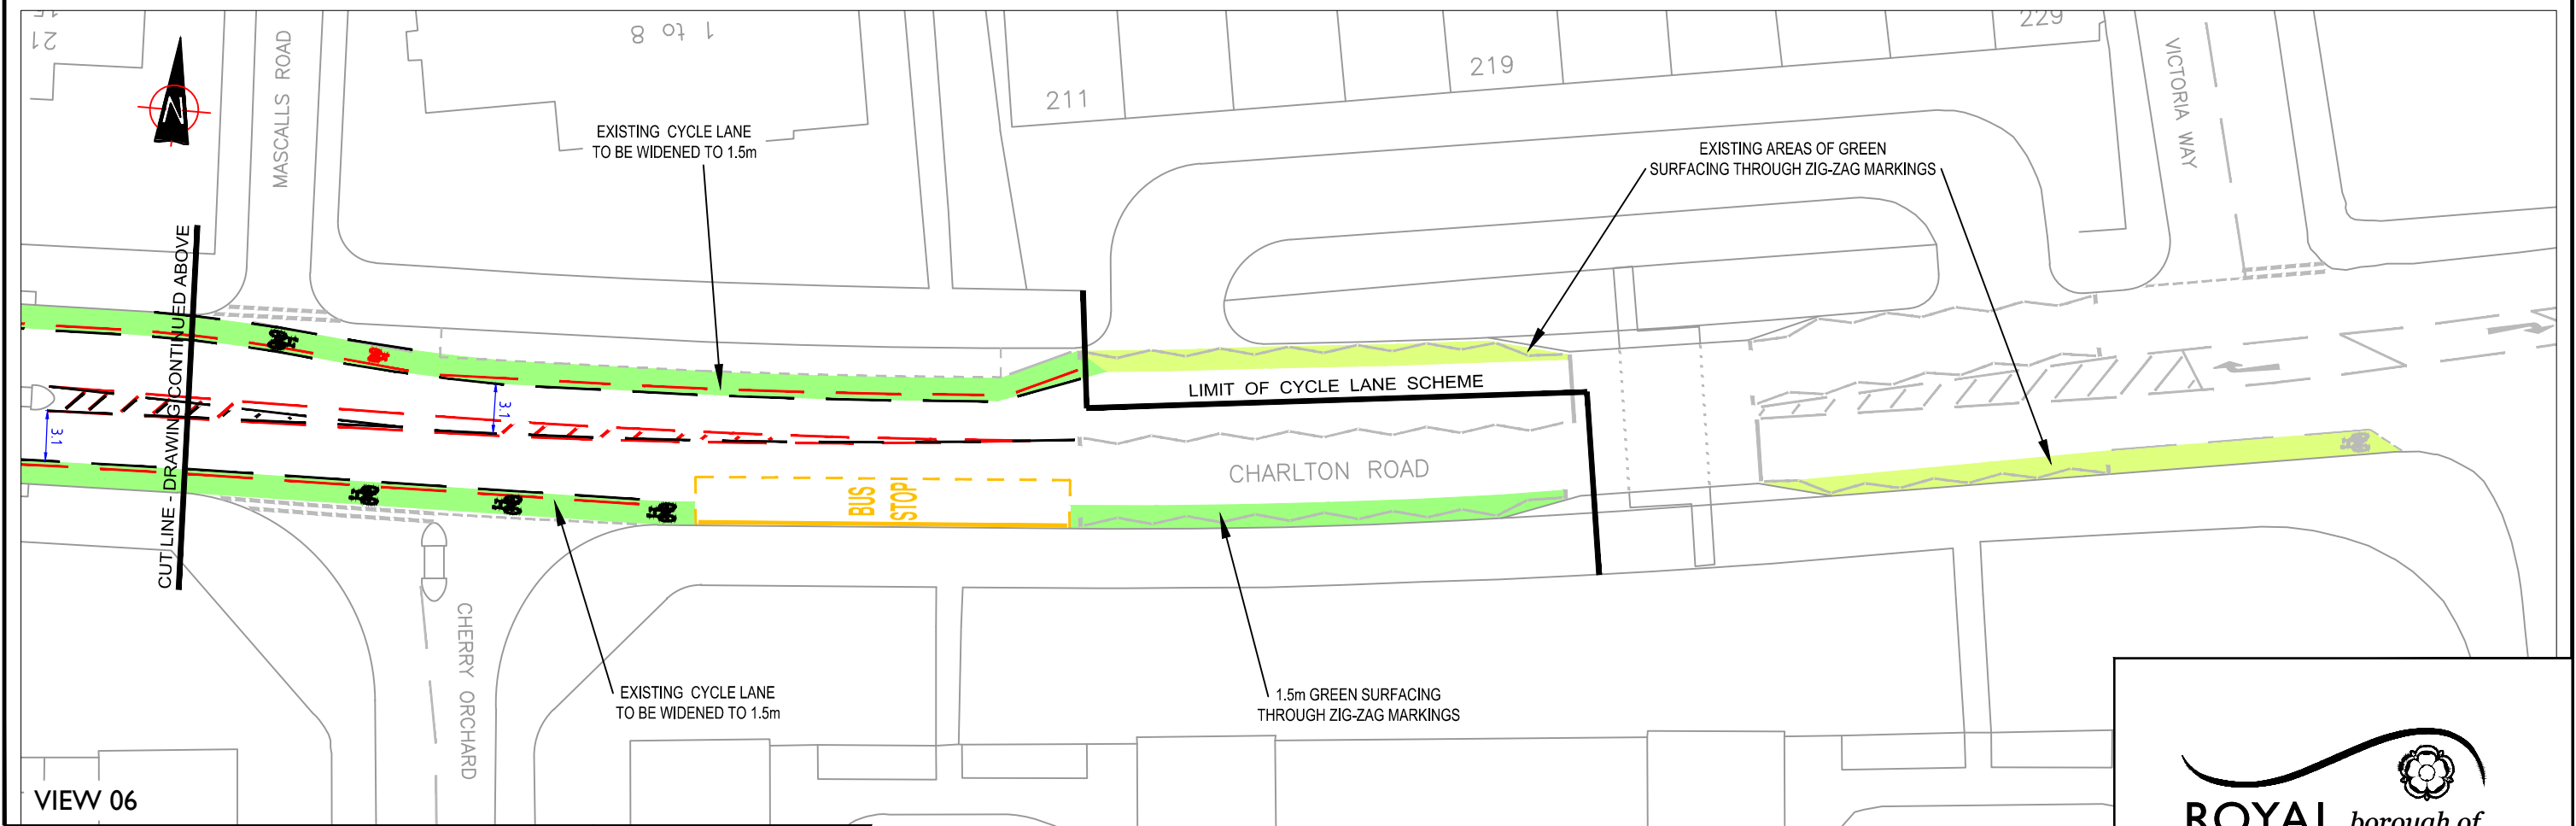 21
MASCALLS ROAD
1 to 8
211
219
229
VICTORIA WAY
N
EXISTING CYCLE LANE
TO BE WIDENED TO 1.5m
EXISTING AREAS OF GREEN
SURFACING THROUGH ZIG-ZAG MARKINGS
CUT LINE - DRAWING CONTINUED ABOVE
LIMIT OF CYCLE LANE SCHEME
3.1
3.1
BUS
STOP
CHARLTON ROAD
CHERRY ORCHARD
EXISTING CYCLE LANE
TO BE WIDENED TO 1.5m
1.5m GREEN SURFACING
THROUGH ZIG-ZAG MARKINGS
VIEW 06
ROYAL borough of